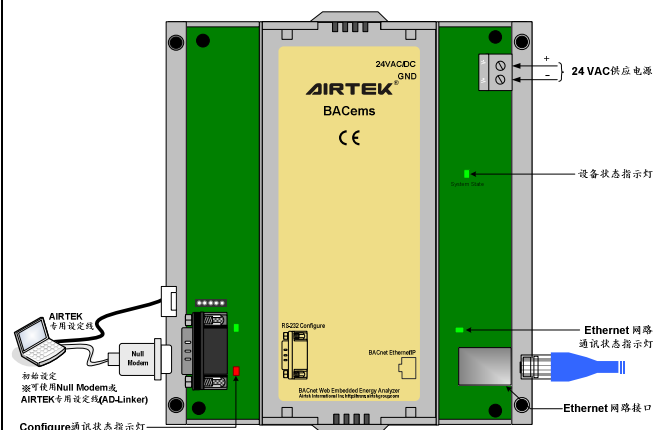 24VAC/DC
GND
AIRTEK®
BACems
CE
+
-
24 VAC供应电源
设备状态指示灯
System State
AIRTEK
专用设定线
Null
Modem
初始设定
※可使用Null Modem或
AIRTEK专用设定线(AD-Linker)
Configure通讯状态指示灯
RS-232 Configure
BACnet Ethernet/IP
BACnet Web Embedded Energy Analyzer
Ethernet 网路
通讯状态指示灯
Ethernet 网路接口